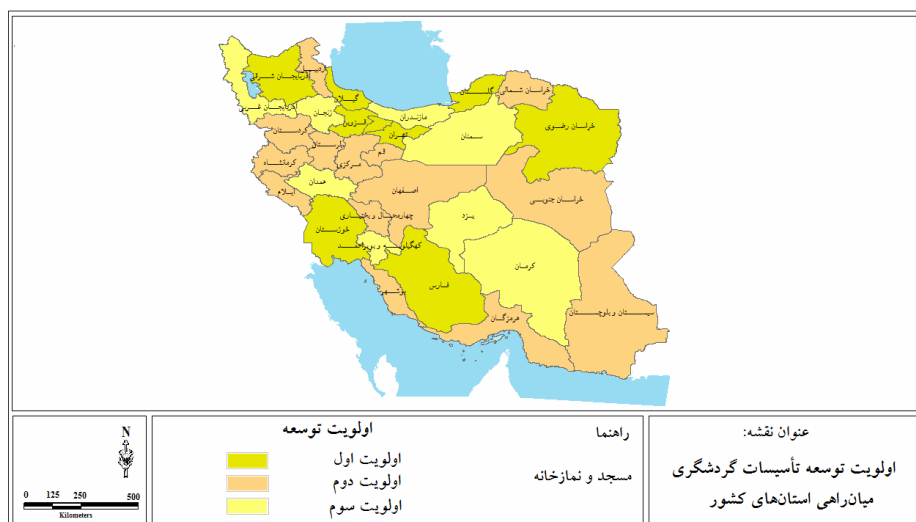 اردبیل
آذربایجان شرقی
گیلان
گلستان
خراسان شمالی
آذربایجان غربی
زنجان
مازندران
قزوین
تهران
خراسان رضوی
سمنان
کردستان
لرستان
قم
مرکزی
کرمانشاه
همدان
ایلام
اصفهان
خراسان جنوبی
چهارمحال و بختیاری
یزد
خوزستان
کهگیلویه و بویراحمد
کرمان
فارس
بوشهر
هرمزگان
سیستان و بلوچستان
عنوان نقشه:
اولویت توسعه تأسیسات گردشگری
میان‌راهی استان‌های کشور
راهنما
مسجد و نمازخانه
اولویت توسعه
اولویت اول
اولویت دوم
اولویت سوم
N
0 125 250 500
Kilometers